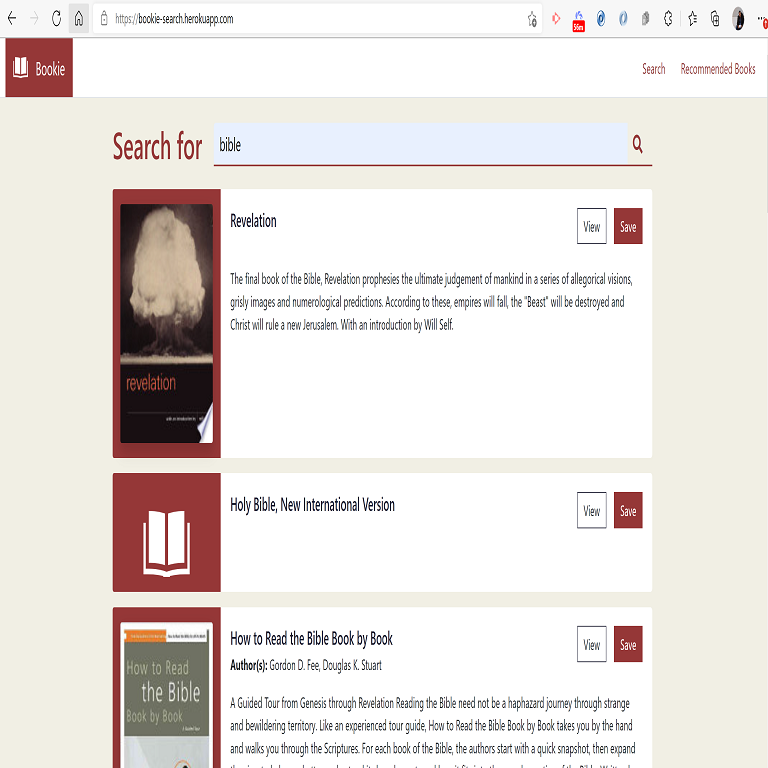 https://bookie-search.herokuapp.com
56m
Bookie
Search
Recommended Books
Search for
bible
Revelation
View
Save
The final book of the Bible, Revelation prophesies the ultimate judgement of mankind in a series of allegorical visions,
grisly images and numerological predictions. According to these, empires will fall, the "Beast" will be destroyed and
Christ will rule a new Jerusalem. With an introduction by Will Self.
revelation
Holy Bible, New International Version
View
Save
How to Read the Bible Book by Book
View
Save
Author(s): Gordon D. Fee, Douglas K. Stuart
How to Read
the Bible
Book by Book
A Guided Tour from Genesis through Revelation Reading the Bible need not be a haphazard journey through strange
and bewildering territory. Like an experienced tour guide, How to Read the Bible Book by Book takes you by the hand
and walks you through the Scriptures. For each book of the Bible, the authors start with a quick snapshot, then expand